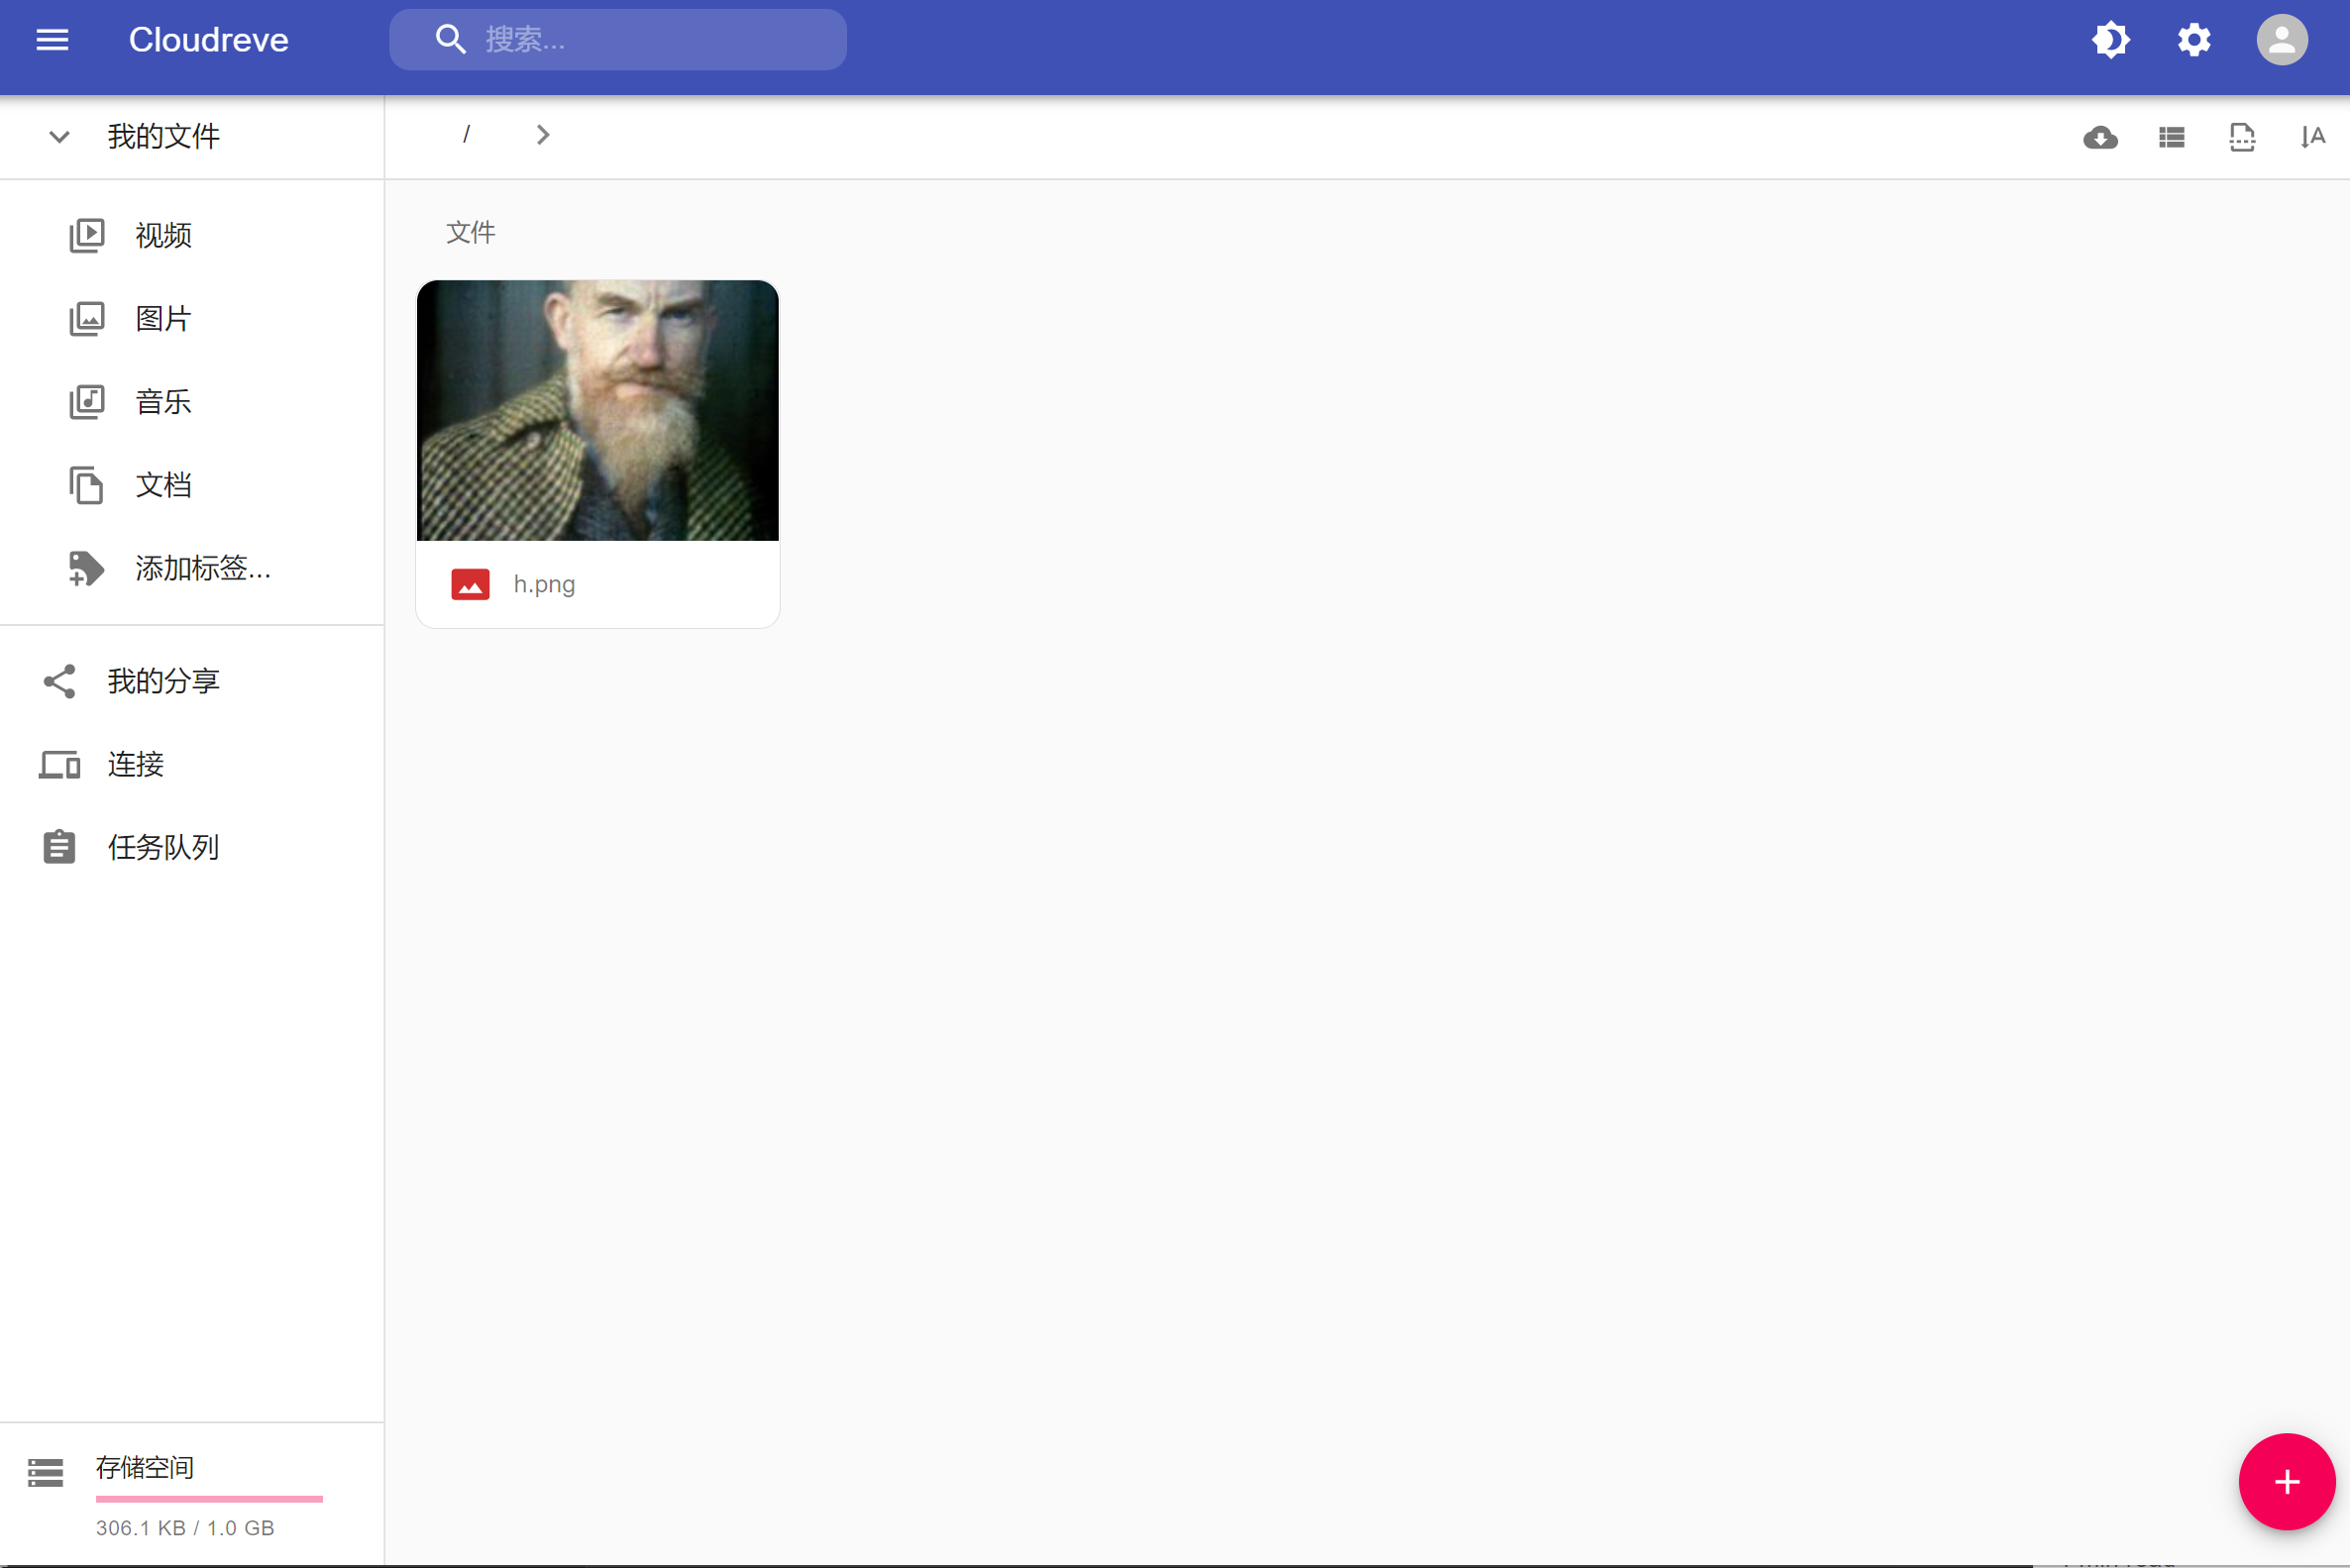 Cloudreve
搜索...
我的文件
/
视频
图片
音乐
文档
添加标签...
我的分享
连接
任务队列
存储空间
306.1 KB / 1.0 GB
文件
h.png